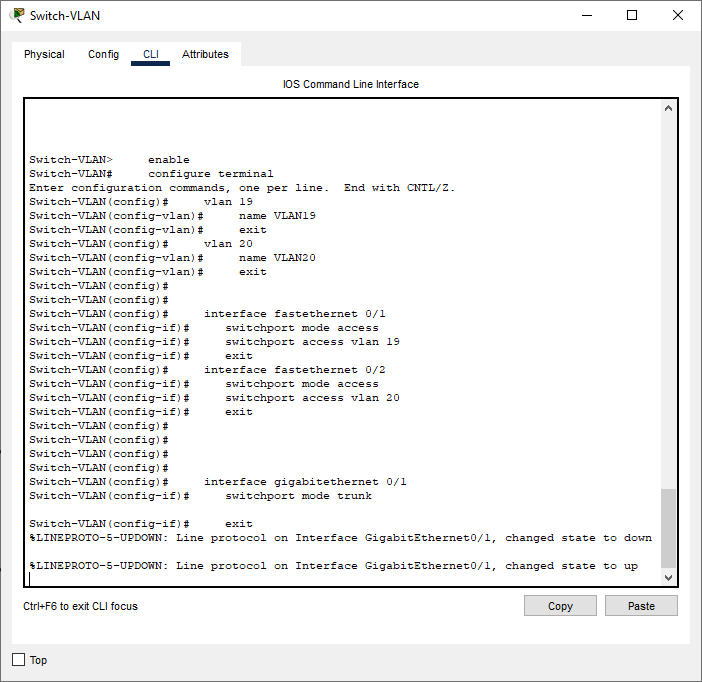 Switch-VLAN
Physical Config CLI Attributes
IOS Command Line Interface
Switch-VLAN> enable
Switch-VLAN# configure terminal
Enter configuration commands, one per line. End with CNTL/Z.
Switch-VLAN(config)# vlan 19
Switch-VLAN(config-vlan)# name VLAN19
Switch-VLAN(config-vlan)# exit
Switch-VLAN(config)# vlan 20
Switch-VLAN(config-vlan)# name VLAN20
Switch-VLAN(config-vlan)# exit
Switch-VLAN(config)#
Switch-VLAN(config)#
Switch-VLAN(config)# interface fastethernet 0/1
Switch-VLAN(config-if)# switchport mode access
Switch-VLAN(config-if)# switchport access vlan 19
Switch-VLAN(config-if)# exit
Switch-VLAN(config)# interface fastethernet 0/2
Switch-VLAN(config-if)# switchport mode access
Switch-VLAN(config-if)# switchport access vlan 20
Switch-VLAN(config-if)# exit
Switch-VLAN(config)#
Switch-VLAN(config)#
Switch-VLAN(config)#
Switch-VLAN(config)#
Switch-VLAN(config)# interface gigabitethernet 0/1
Switch-VLAN(config-if)# switchport mode trunk
Switch-VLAN(config-if)# exit
%LINEPROTO-5-UPDOWN: Line protocol on Interface GigabitEthernet0/1, changed state to down
%LINEPROTO-5-UPDOWN: Line protocol on Interface GigabitEthernet0/1, changed state to up
Ctrl+F6 to exit CLI focus
Copy Paste
Top